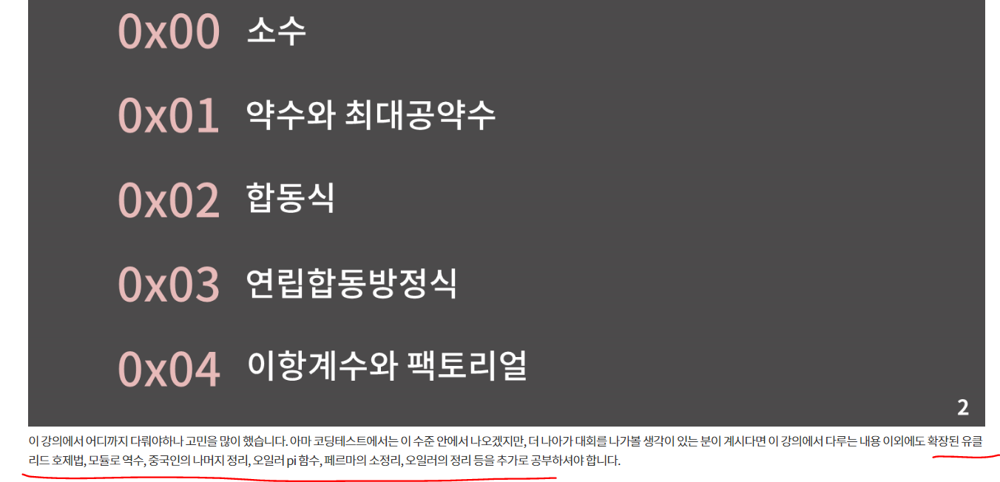 0x00 소수
0x01 약수와 최대공약수
0x02 합동식
0x03 연립합동방정식
0x04 이항계수와 팩토리얼
2
이 강의에서 어디까지 다뤄야하나 고민을 많이 했습니다. 아마 코딩테스트에서는 이 수준 안에서 나오겠지만, 더 나아가 대회를 나가볼 생각이 있는 분이 계시다면 이 강의에서 다루는 내용 이외에도 확장된 유클
리드 호제법, 모듈로 역수, 중국인의 나머지 정리, 오일러 pi 함수, 페르마의 소정리, 오일러의 정리 등을 추가로 공부하셔야 합니다.